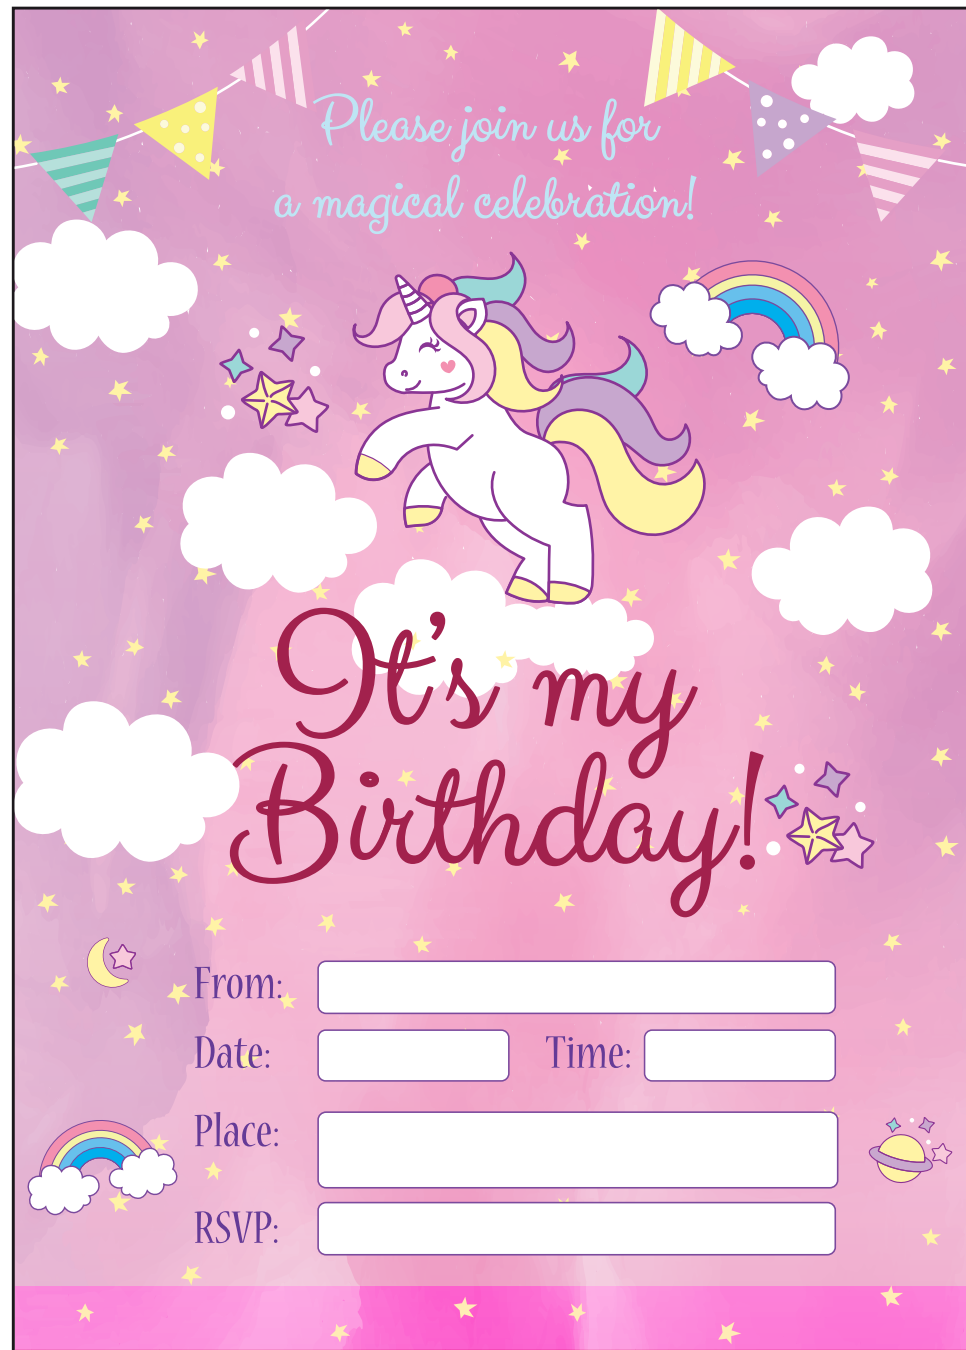 Please join us for
a magical celebration!
It's my
Birthday!
From:
Date: Time:
Place:
RSVP: